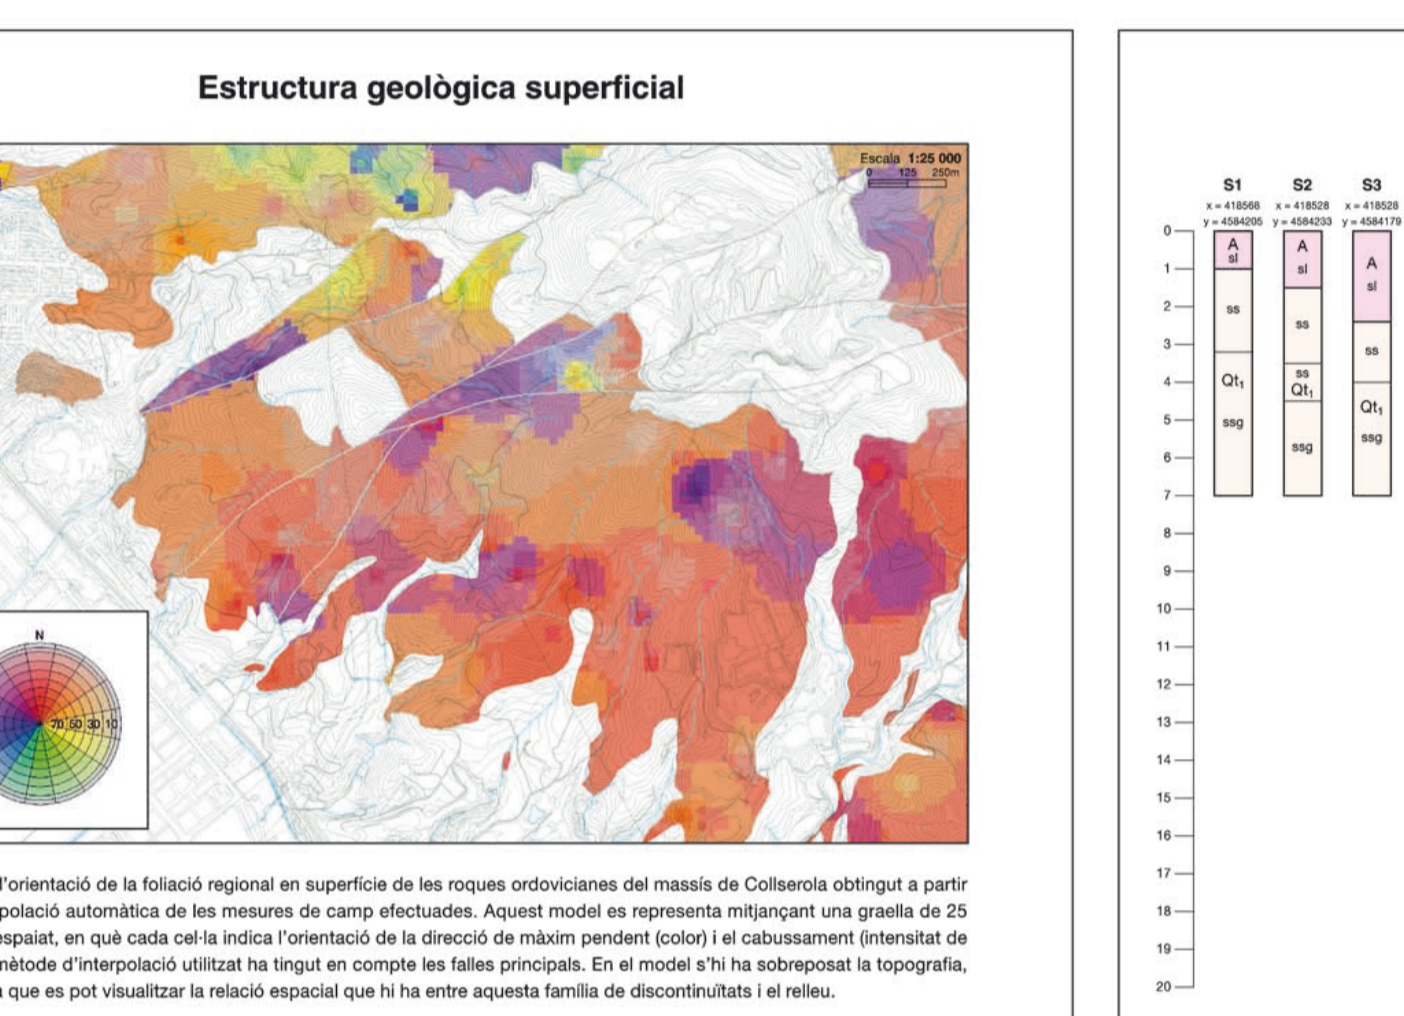 Estructura geològica superficial
Escala 1:25 000
0 125 250m
N
70 50 30 10
l'orientació de la foliació regional en superfície de les roques ordovicianes del massís de Collserola obtingut a partir
polació automàtica de les mesures de camp efectuades. Aquest model es representa mitjançant una graella de 25
espaiat, en què cada cel·la indica l'orientació de la direcció de màxim pendent (color) i el cabussament (intensitat de
mètode d'interpolació utilitzat ha tingut en compte les falles principals. En el model s'hi ha sobreposat la topografia,
a que es pot visualitzar la relació espacial que hi ha entre aquesta família de discontinuïtats i el relleu.
S1 S2 S3
x = 418568 x = 418528 x = 418528
y = 4584205 y = 4584233 y = 4584179
0
1
2
3
4
5
6
7
8
9
10
11
12
13
14
15
16
17
18
19
20
A
sl
ss
Qt₁
ssg
A
sl
ss
ss
Qt₁
ssg
A
sl
ss
Qt₁
ssg